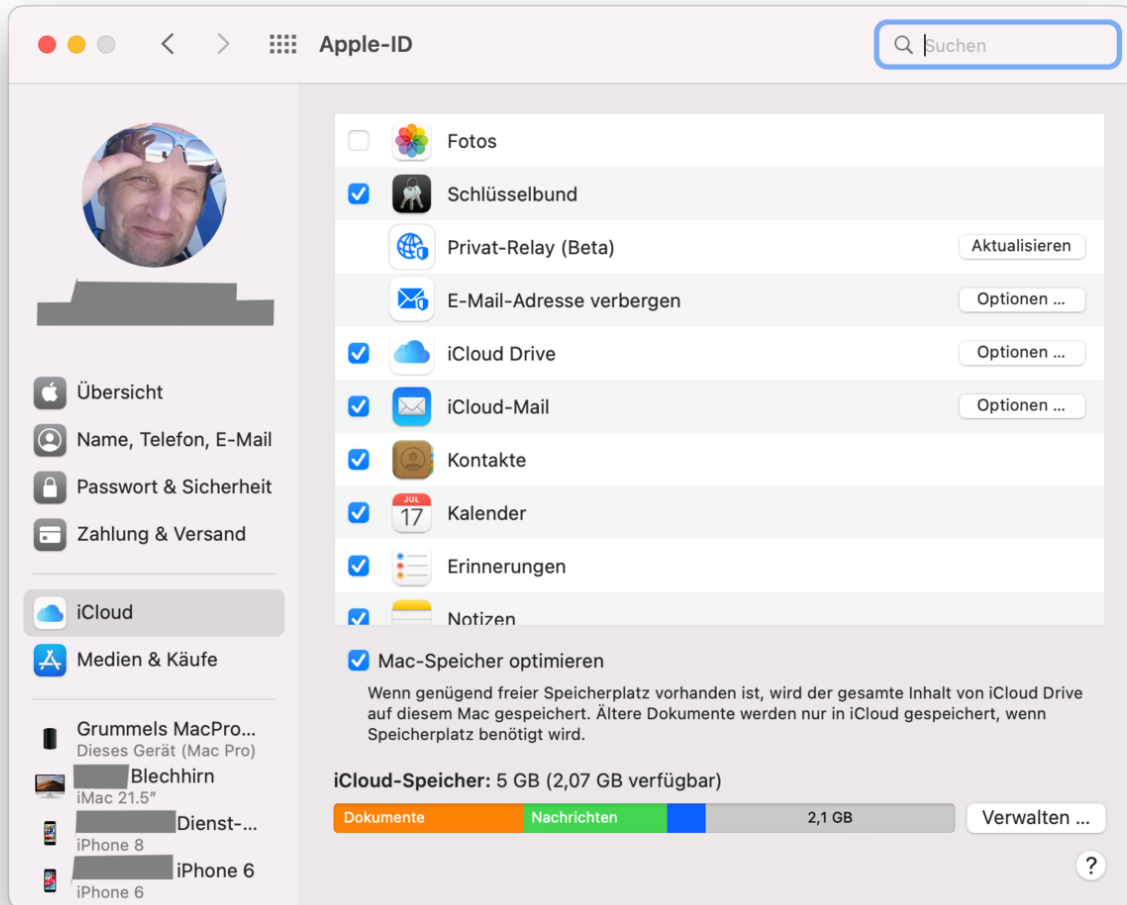 Apple-ID
Suchen
Übersicht
Name, Telefon, E-Mail
Passwort & Sicherheit
Zahlung & Versand
iCloud
Medien & Käufe
Grummels MacPro...
Dieses Gerät (Mac Pro)
Blechhirn
iMac 21.5″
Dienst-...
iPhone 8
iPhone 6
iPhone 6
Fotos
Schlüsselbund
Privat-Relay (Beta)
Aktualisieren
E-Mail-Adresse verbergen
Optionen ...
iCloud Drive
Optionen ...
iCloud-Mail
Optionen ...
Kontakte
JUL
17
Kalender
Erinnerungen
Notizen
Mac-Speicher optimieren
Wenn genügend freier Speicherplatz vorhanden ist, wird der gesamte Inhalt von iCloud Drive
auf diesem Mac gespeichert. Ältere Dokumente werden nur in iCloud gespeichert, wenn
Speicherplatz benötigt wird.
iCloud-Speicher: 5 GB (2,07 GB verfügbar)
Dokumente
Nachrichten
2,1 GB
Verwalten ...
?